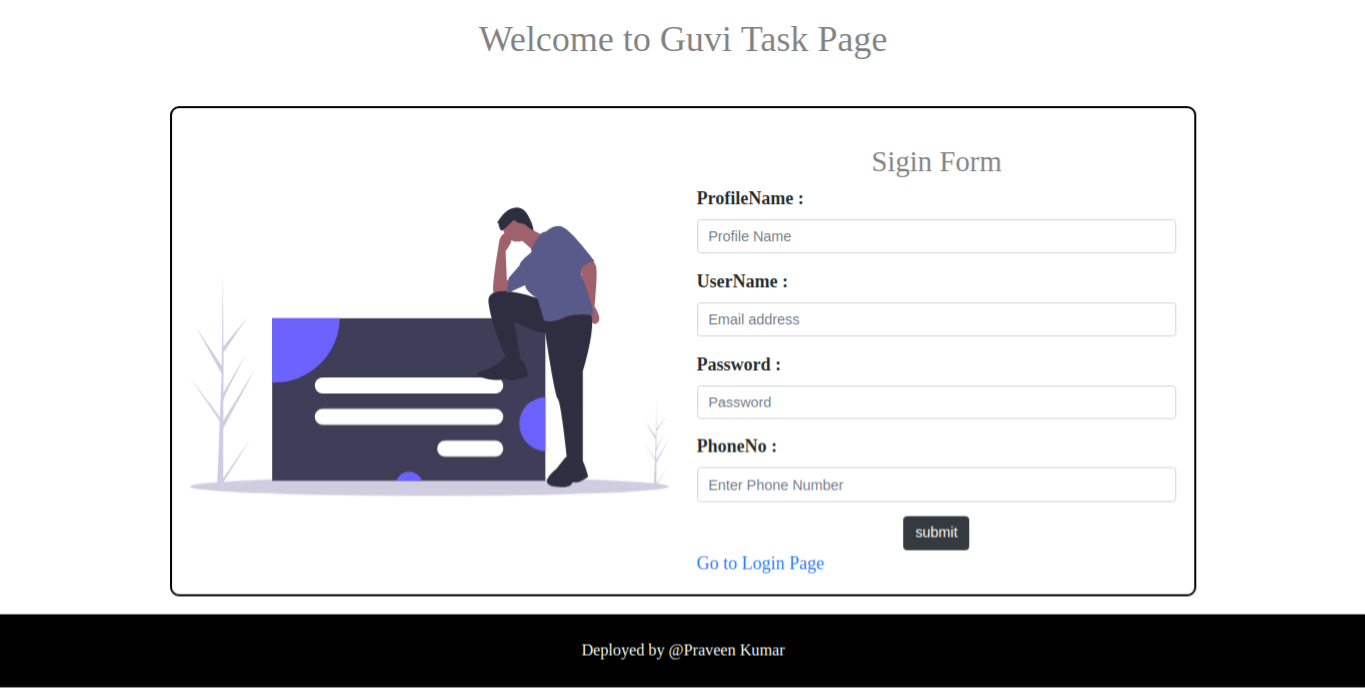 Welcome to Guvi Task Page
Sigin Form
ProfileName :
Profile Name
UserName :
Email address
Password :
Password
PhoneNo :
Enter Phone Number
submit
Go to Login Page
Deployed by @Praveen Kumar